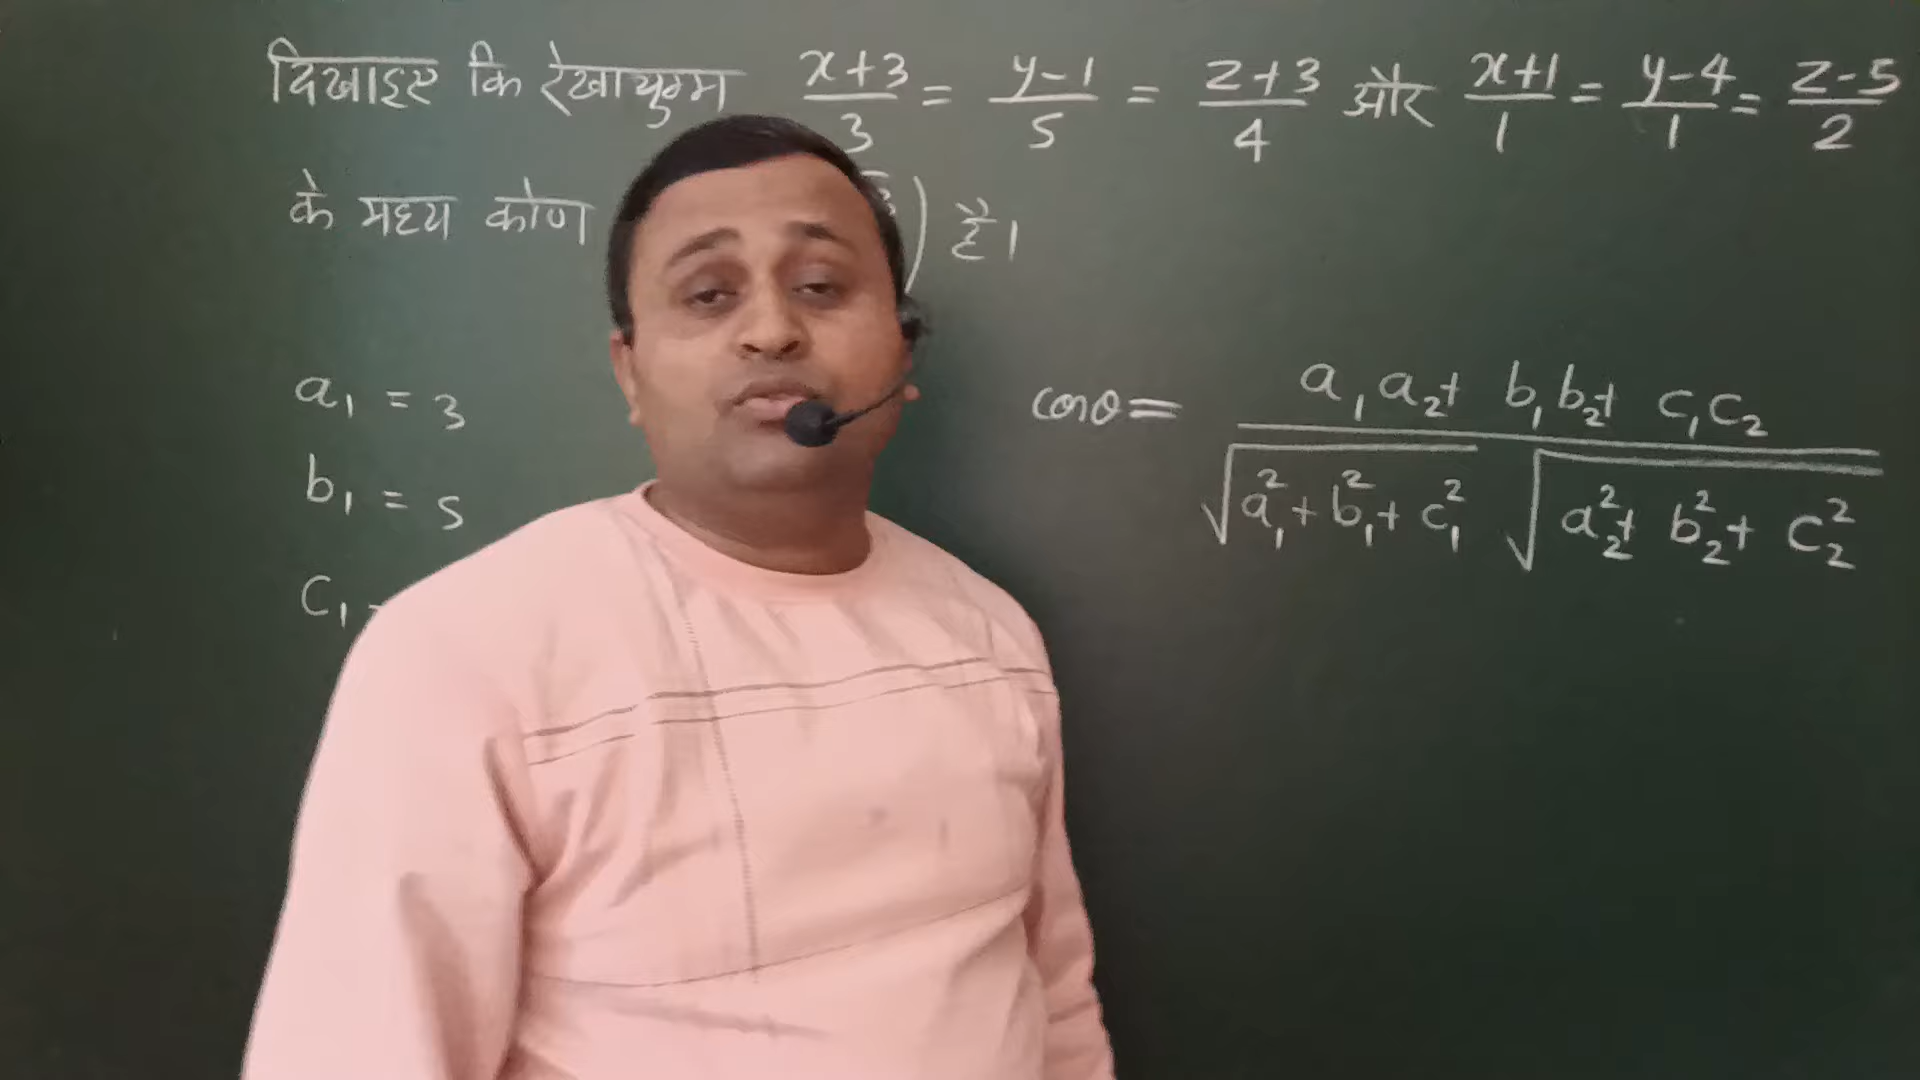 दिखाइए कि रेखायुग्म (x+3)/3 = (y-1)/5 = (z+3)/4 और (x+1)/1 = (y-4)/1 = (z-5)/2
के मध्य कोण ) है।
a₁ = 3
b₁ = 5
c₁
cosθ = (a₁a₂ + b₁b₂ + c₁c₂)/(√(a₁² + b₁² + c₁²) √(a₂² + b₂² + c₂²))